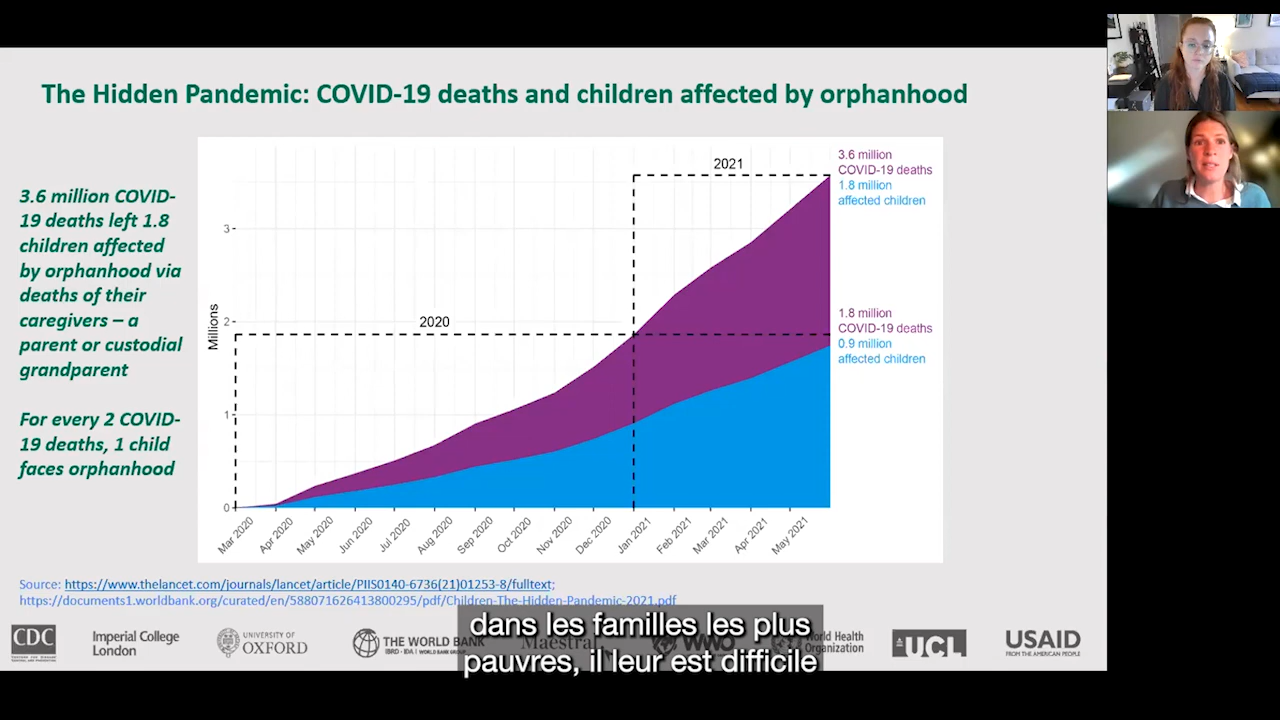 The Hidden Pandemic: COVID-19 deaths and children affected by orphanhood
3.6 million COVID-
19 deaths left 1.8
children affected
by orphanhood via
deaths of their
caregivers – a
parent or custodial
grandparent
For every 2 COVID-
19 deaths, 1 child
faces orphanhood
Millions
3
2
1
0
2020
2021
3.6 million
COVID-19 deaths
1.8 million
affected children
1.8 million
COVID-19 deaths
0.9 million
affected children
Mar 2020
Apr 2020
May 2020
Jun 2020
Jul 2020
Aug 2020
Sep 2020
Oct 2020
Nov 2020
Dec 2020
Jan 2021
Feb 2021
Mar 2021
Apr 2021
May 2021
Source: https://www.thelancet.com/journals/lancet/article/PIIS0140-6736(21)01253-8/fulltext;
https://documents1.worldbank.org/curated/en/588071626413800295/pdf/Children-The-Hidden-Pandemic-2021.pdf
CDC
Imperial College
London
UNIVERSITY OF
OXFORD
THE WORLD BANK
IBRD • IDA | WORLD BANK GROUP
Maestral
WWO
World Health
Organization
UCL
USAID
FROM THE AMERICAN PEOPLE
dans les familles les plus
pauvres, il leur est difficile